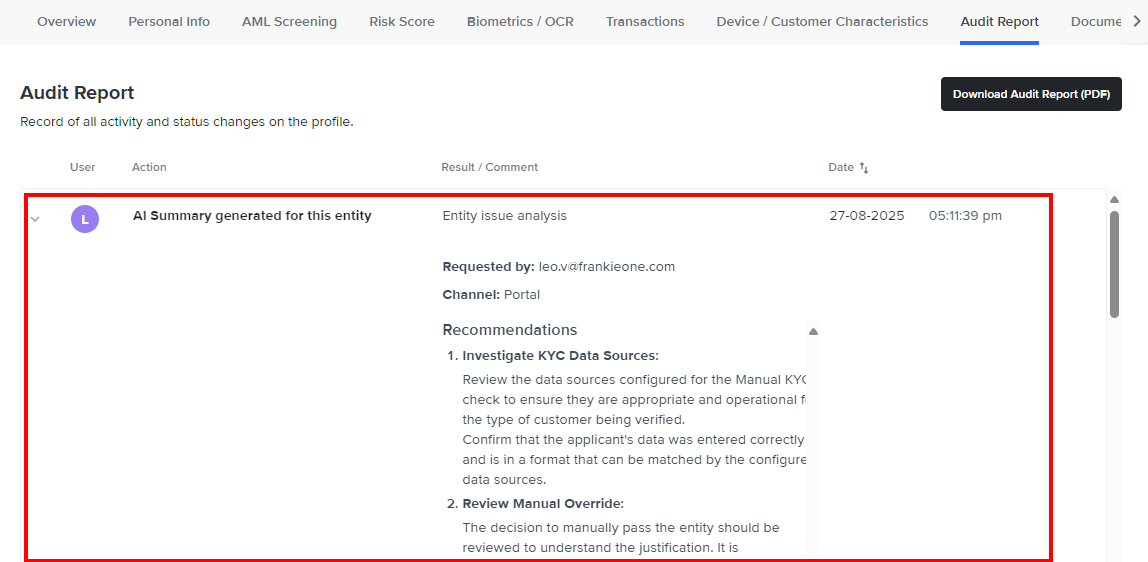 Overview Personal Info AML Screening Risk Score Biometrics / OCR Transactions Device / Customer Characteristics Audit Report Docume
Audit Report
Download Audit Report (PDF)
Record of all activity and status changes on the profile.
User Action Result / Comment Date
L AI Summary generated for this entity Entity issue analysis 27-08-2025 05:11:39 pm
Requested by: leo.v@frankieone.com
Channel: Portal
Recommendations
1. Investigate KYC Data Sources:
Review the data sources configured for the Manual KYC
check to ensure they are appropriate and operational f
the type of customer being verified.
Confirm that the applicant's data was entered correctly
and is in a format that can be matched by the configure
data sources.
2. Review Manual Override:
The decision to manually pass the entity should be
reviewed to understand the justification. It is